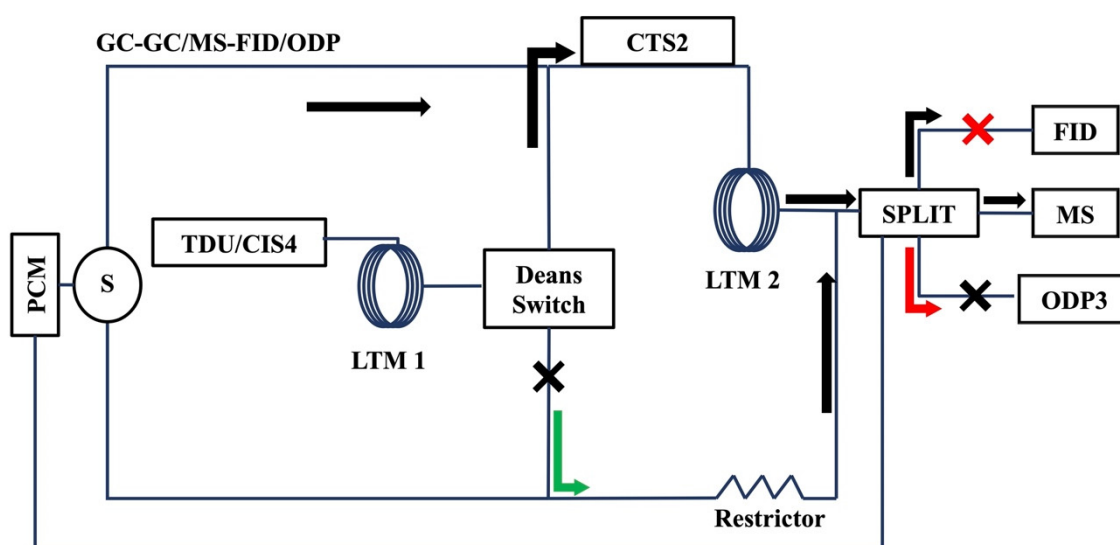 GC-GC/MS-FID/ODP
CTS2
FID
TDU/CIS4
SPLIT
MS
PCM
S
Deans
Switch
LTM 2
ODP3
LTM 1
Restrictor